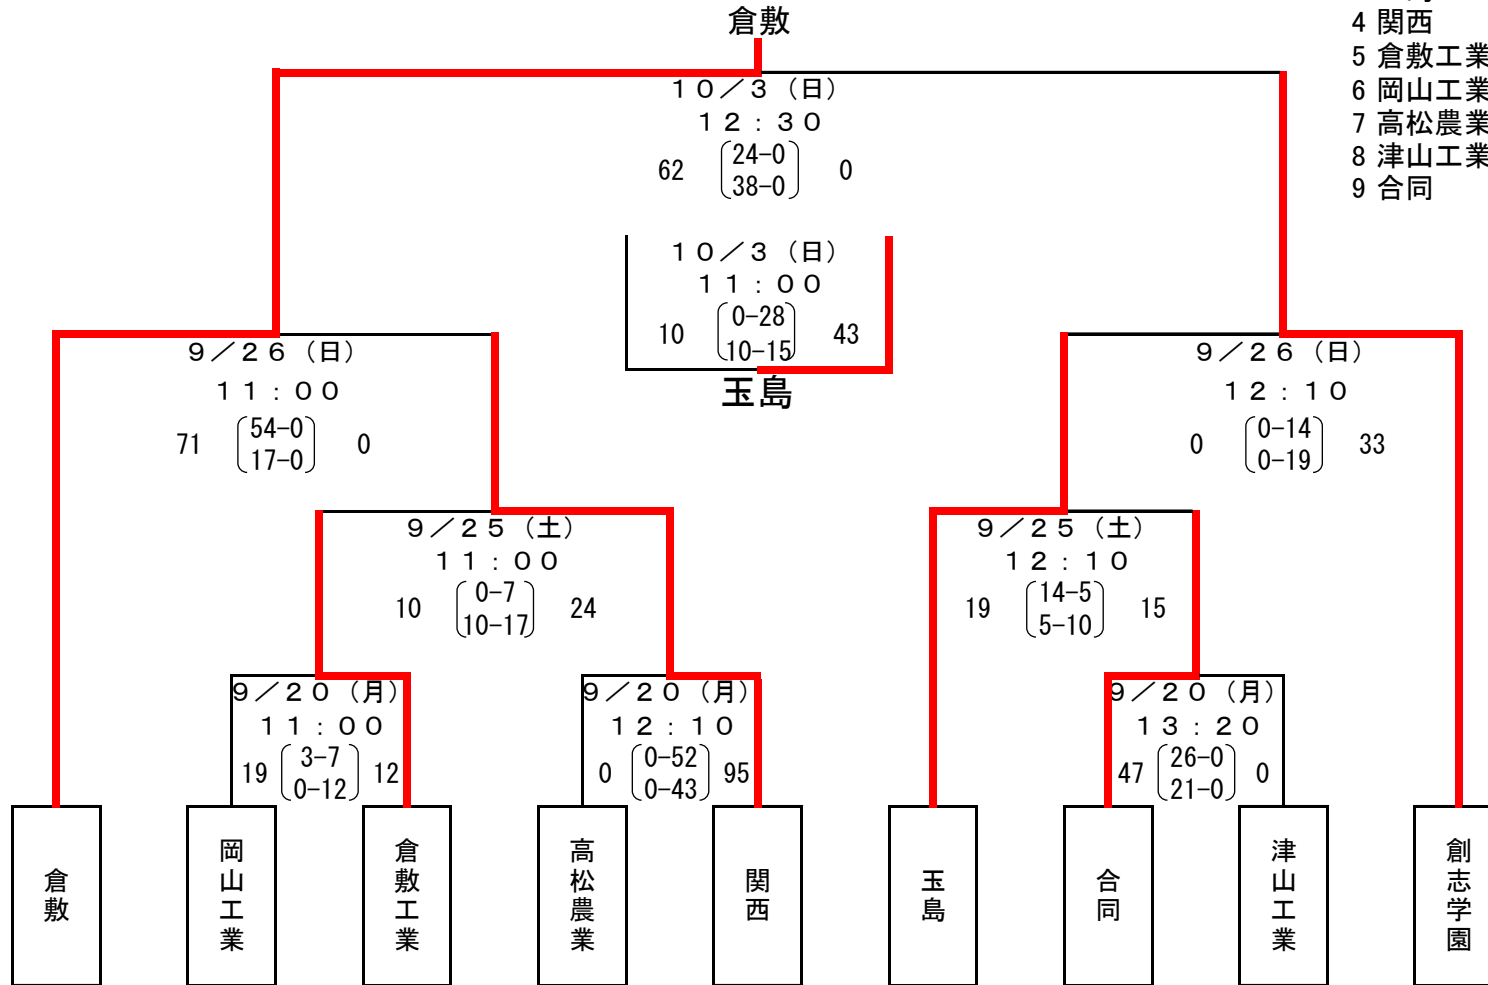 倉敷
4 関西
5 倉敷工業
6 岡山工業
7 高松農業
8 津山工業
9 合同
10/3（日）
12:30
62 24-0 0
38-0
10/3（日）
11:00
10 0-28 43
10-15
玉島
9/26（日）
11:00
71 54-0 0
17-0
9/26（日）
12:10
0 0-14 33
0-19
9/25（土）
11:00
10 0-7 24
10-17
9/25（土）
12:10
19 14-5 15
5-10
9/20（月）
11:00
19 3-7 12
0-12
9/20（月）
12:10
0 0-52 95
0-43
9/20（月）
13:20
47 26-0 0
21-0
倉敷
岡山工業
倉敷工業
高松農業
関西
玉島
合同
津山工業
創志学園